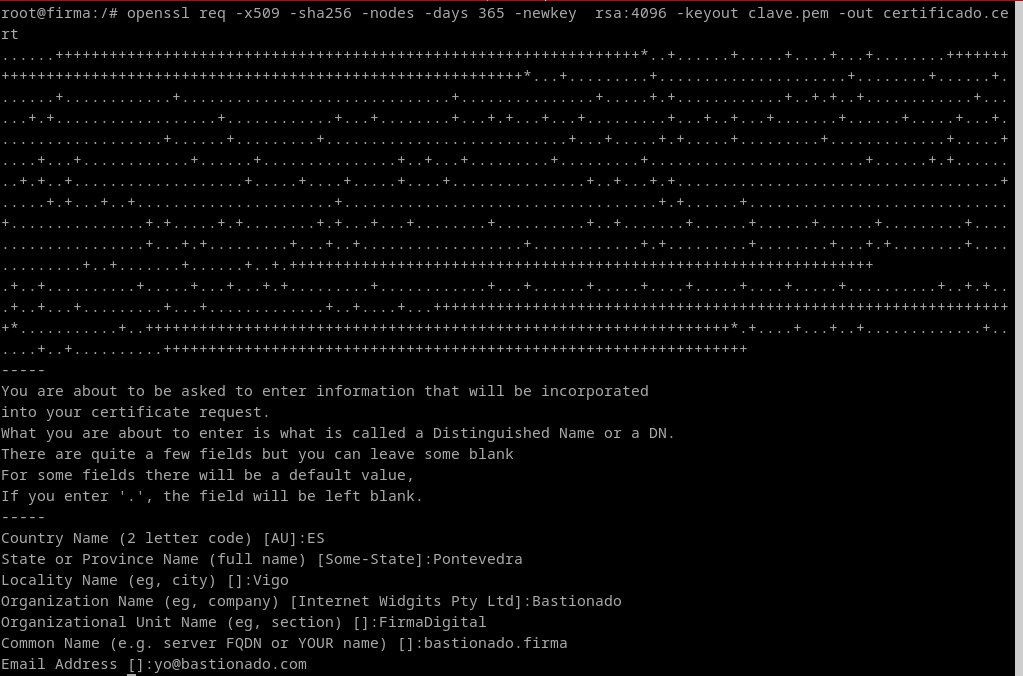 root@firma:/# openssl req -x509 -sha256 -nodes -days 365 -newkey  rsa:4096 -keyout clave.pem -out certificado.ce
rt
......+++++++++++++++++++++++++++++++++++++++++++++++++++++++++++++++++*..+......+.....+....+...+........+++++++
++++++++++++++++++++++++++++++++++++++++++++++++++++++++++*...+.........+.....................+........+......+.
......+............+..............................+...............+.....+.+............+..+.+..+............+...
...+.+..................+............+...+........+...+.+...+...+.........+...+..+...+.......+......+.....+...+.
..................+......+.........+...........................+...+.....+.+.....+.........+.............+.....+
....+...+............+......+...............+..+...+.........+.........+........................+......+.+......
..+.+..+...................+.....+....+.....+....+...............+..+...+.+...................................+
.....+.+...+..+......................+...................................+.+......+.............................
+...............+.+.....+.+........+.+...+...+........+..........+..+.......+......+......+......+.........+....
................+...+.+.........+...+..+..................+............+.+.........+........+...+.+........+....
.........+..+.......+......+..+.+++++++++++++++++++++++++++++++++++++++++++++++++++++++++++++++++
.+..+..........+.....+...+...+.+.........+............+...+......+....+.....+....+.....+..........+..+.+..
.+..+...+.........+...+.............+..+....+...++++++++++++++++++++++++++++++++++++++++++++++++++++++++++++++++
+*...........+..+++++++++++++++++++++++++++++++++++++++++++++++++++++++++++++++++*.+....+...+..+.............+..
....+..+..........+++++++++++++++++++++++++++++++++++++++++++++++++++++++++++++++++
-----
You are about to be asked to enter information that will be incorporated
into your certificate request.
What you are about to enter is what is called a Distinguished Name or a DN.
There are quite a few fields but you can leave some blank
For some fields there will be a default value,
If you enter '.', the field will be left blank.
-----
Country Name (2 letter code) [AU]:ES
State or Province Name (full name) [Some-State]:Pontevedra
Locality Name (eg, city) []:Vigo
Organization Name (eg, company) [Internet Widgits Pty Ltd]:Bastionado
Organizational Unit Name (eg, section) []:FirmaDigital
Common Name (e.g. server FQDN or YOUR name) []:bastionado.firma
Email Address []:yo@bastionado.com